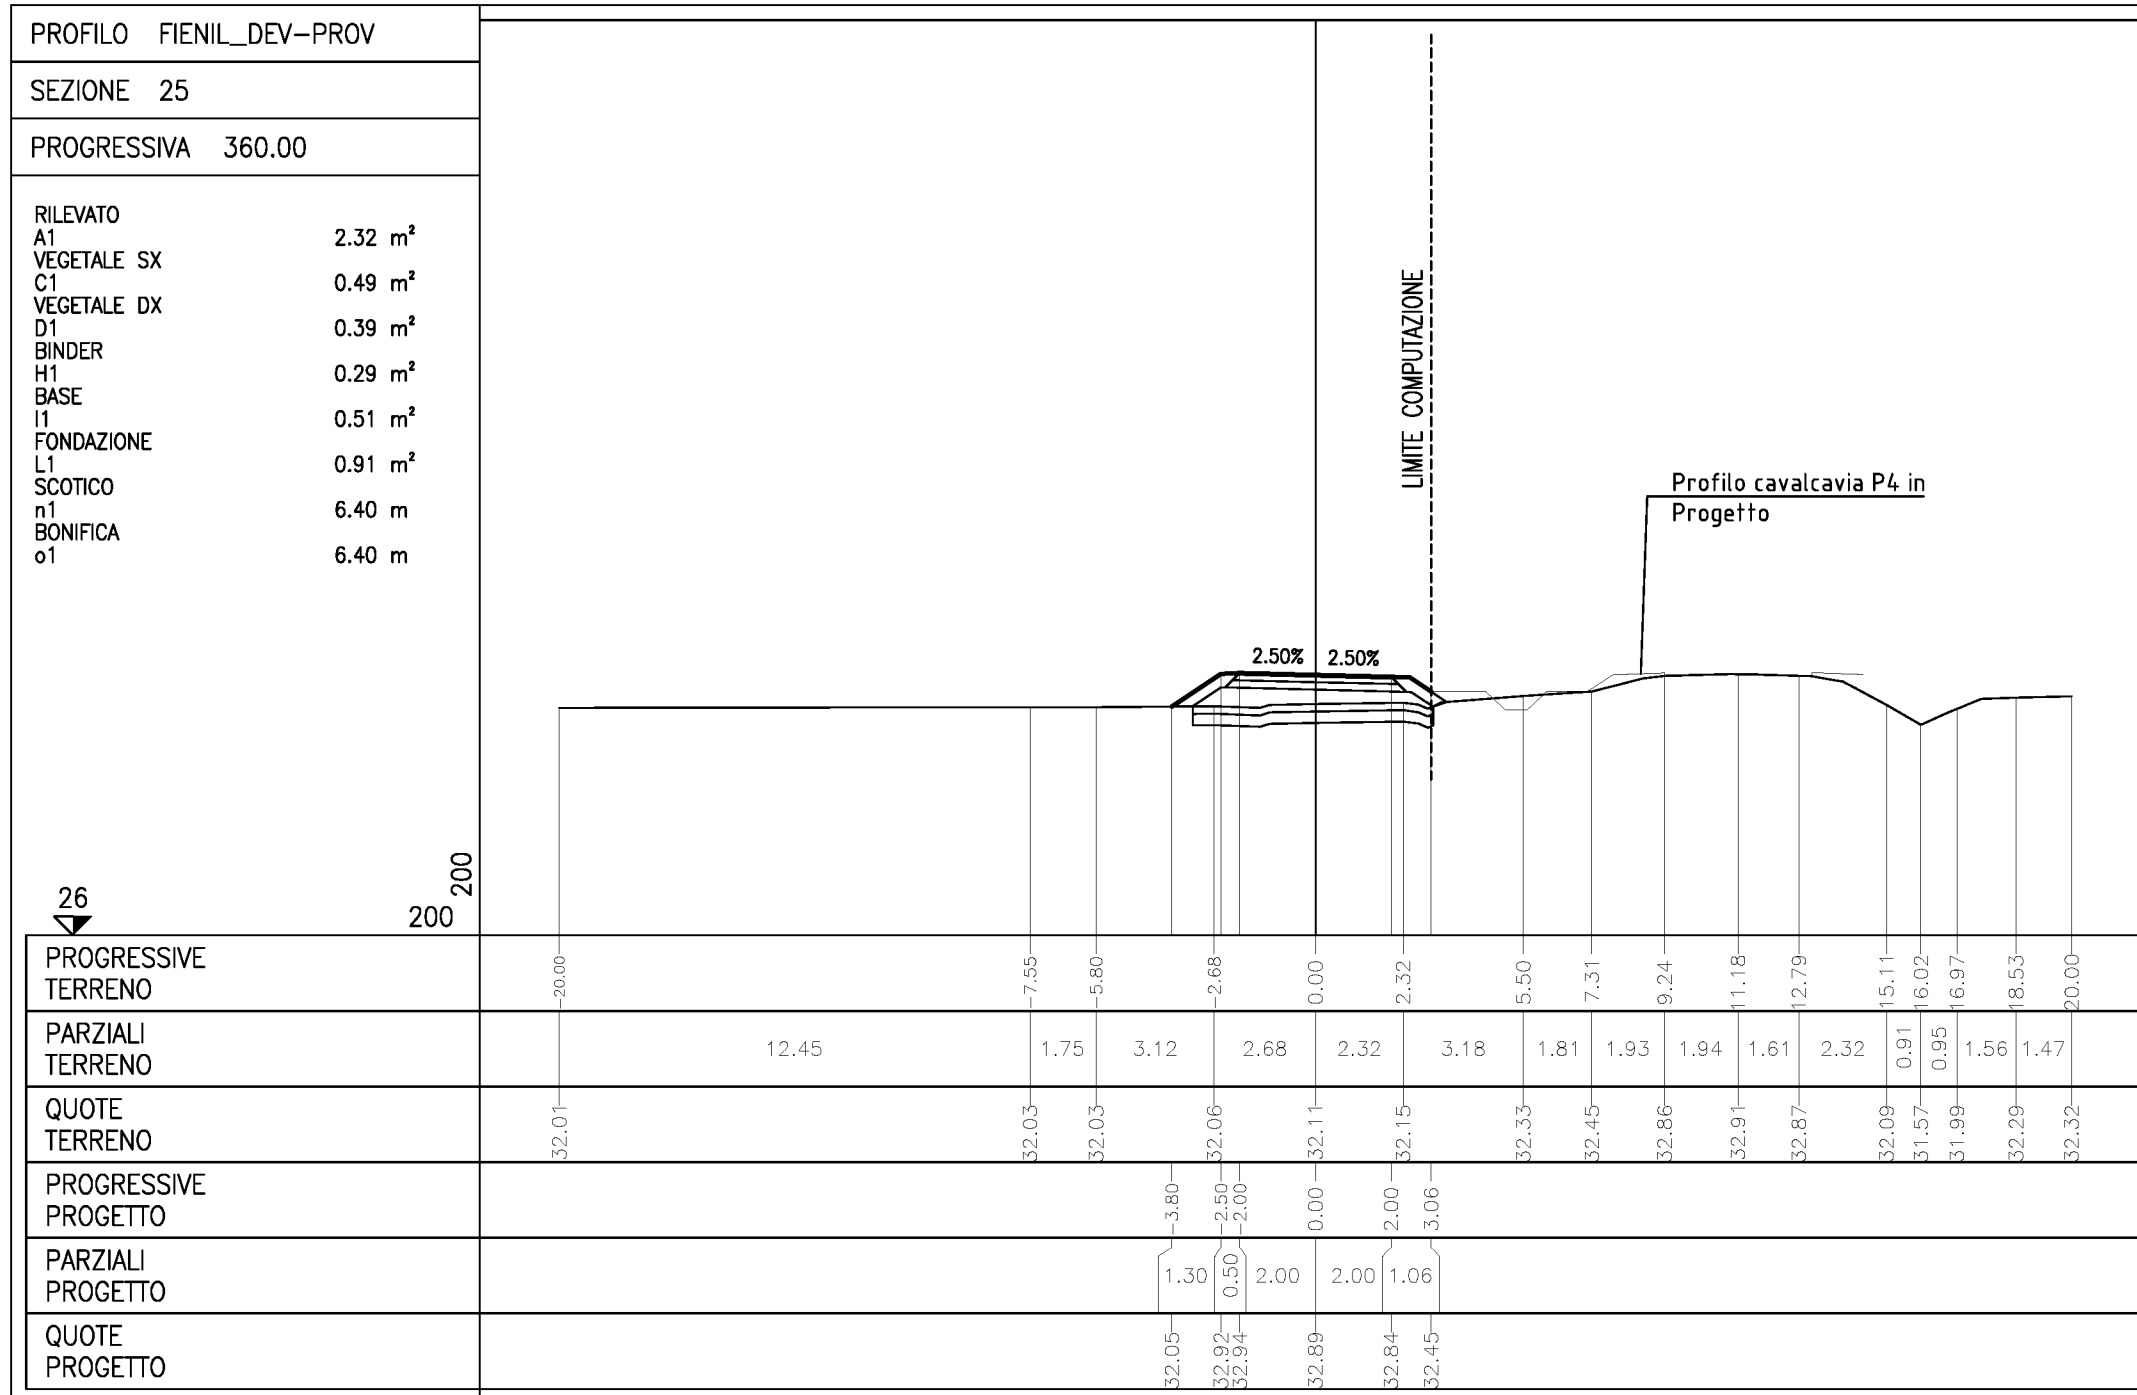 PROFILO FIENIL_DEV-PROV
SEZIONE 25
PROGRESSIVA 360.00
RILEVATO
A1 2.32 m²
VEGETALE SX
C1 0.49 m²
VEGETALE DX
D1 0.39 m²
BINDER
H1 0.29 m²
BASE
I1 0.51 m²
FONDAZIONE
L1 0.91 m²
SCOTICO
n1 6.40 m
BONIFICA
o1 6.40 m
LIMITE COMPUTAZIONE
Profilo cavalcavia P4 in
Progetto
2.50% 2.50%
200
26
200
PROGRESSIVE
TERRENO
-20.00 -7.55 -5.80 -2.68 0.00 2.32 5.50 7.31 9.24 11.18 12.79 15.11 16.02 16.97 18.53 20.00
PARZIALI
TERRENO
12.45 1.75 3.12 2.68 2.32 3.18 1.81 1.93 1.94 1.61 2.32 0.91 0.95 1.56 1.47
QUOTE
TERRENO
32.01 32.03 32.03 32.06 32.11 32.15 32.33 32.45 32.86 32.91 32.87 32.09 31.57 31.99 32.29 32.32
PROGRESSIVE
PROGETTO
-3.80 -2.50 -2.00 0.00 2.00 3.06
PARZIALI
PROGETTO
1.30 0.50 2.00 2.00 1.06
QUOTE
PROGETTO
32.05 32.92 32.94 32.89 32.84 32.45